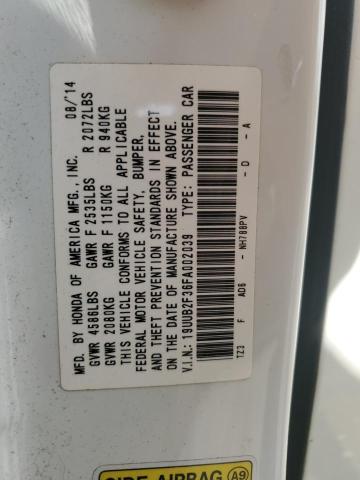 MFD. BY HONDA OF AMERICA MFG., INC. 08/'14
GVWR 4586LBS GAWR F 2535LBS R 2072LBS
GVWR 2080KG GAWR F 1150KG R 940KG
THIS VEHICLE CONFORMS TO ALL APPLICABLE
FEDERAL MOTOR VEHICLE SAFETY, BUMPER,
AND THEFT PREVENTION STANDARDS IN EFFECT
ON THE DATE OF MANUFACTURE SHOWN ABOVE.
V.I.N.: 19UUB2F36FA002039 TYPE: PASSENGER CAR
TZ3 F AD6 - NH788PV - D - A
SIDE AIRBAG A9